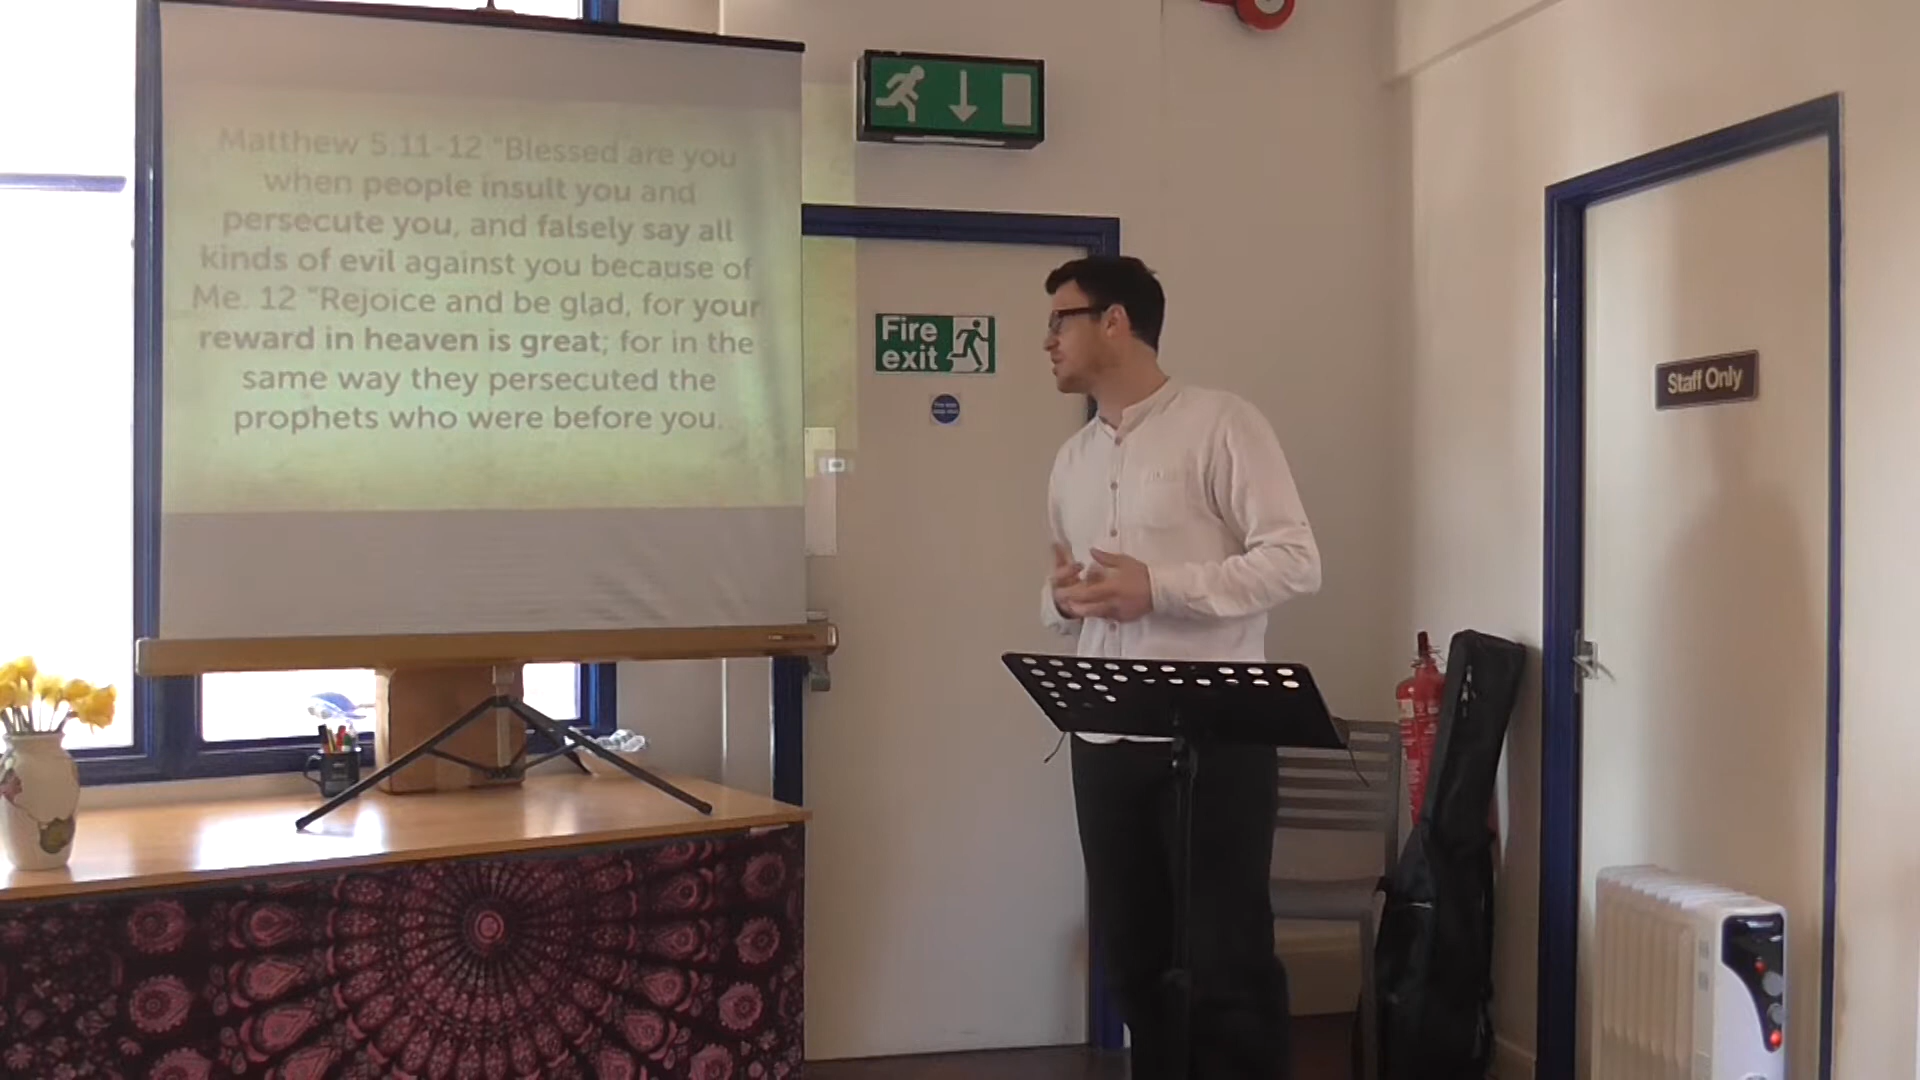 Matthew 5.11-12 "Blessed are you
when people insult you and
persecute you, and falsely say all
kinds of evil against you because of
Me. 12 "Rejoice and be glad, for your
reward in heaven is great; for in the
same way they persecuted the
prophets who were before you.
Fire
exit
Staff Only